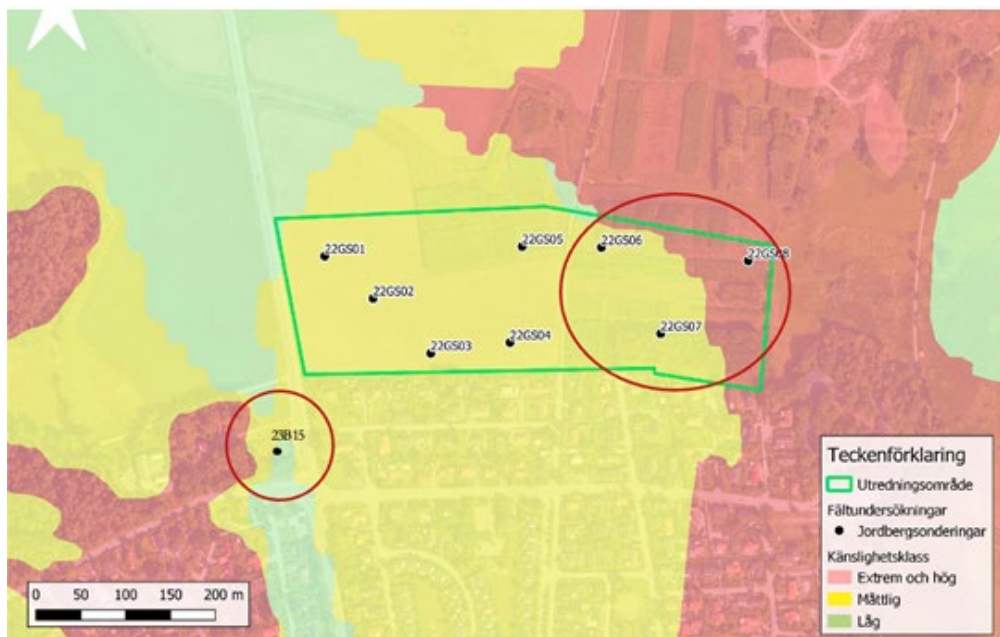 22GS01
22GS05
22GS06
22GS08
22GS02
22GS07
22GS04
22GS03
23B15
Teckenförklaring
Utredningsområde
Fältundersökningar
Jordbergsonderingar
Känslighetsklass
Extrem och hög
Måttlig
Låg
0 50 100 150 200 m